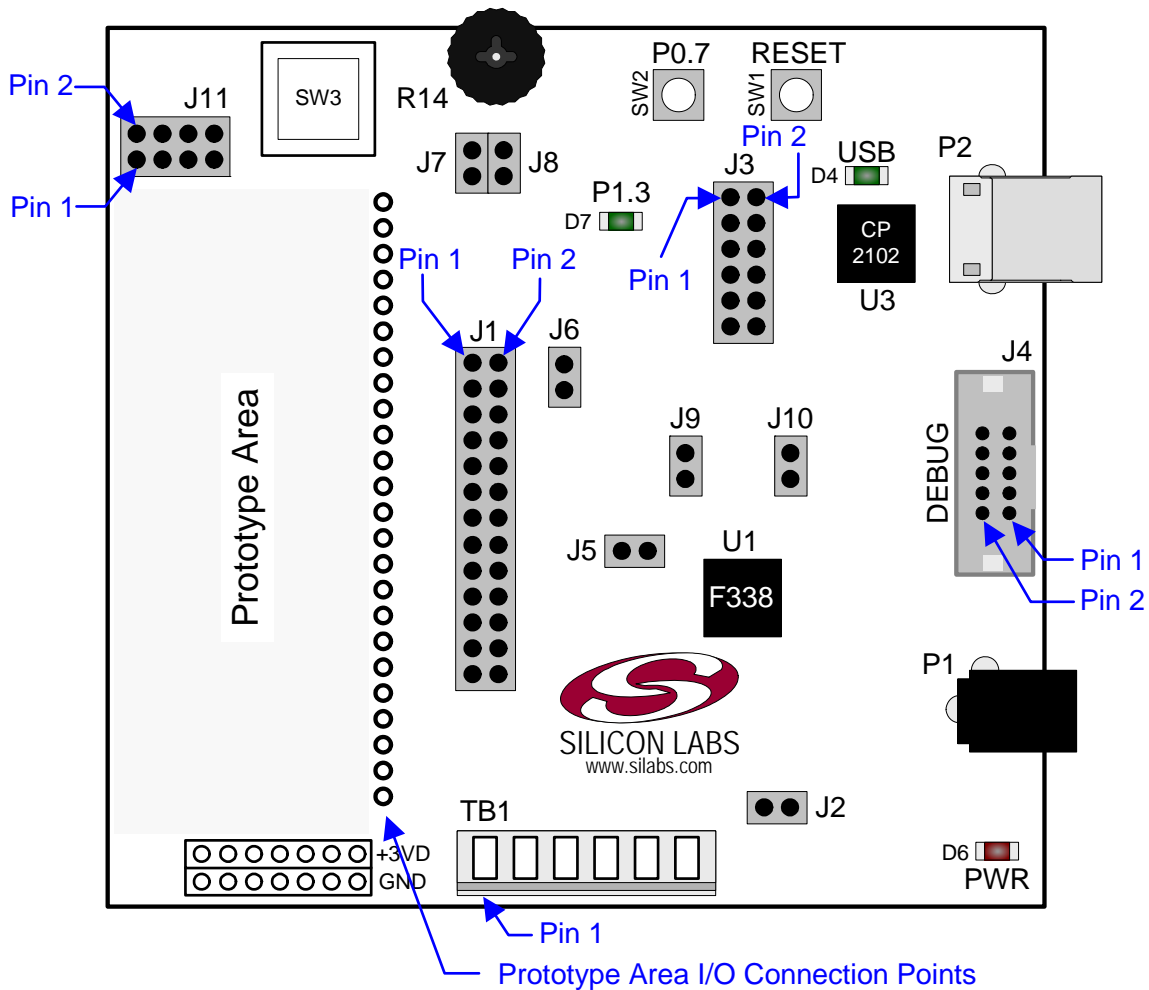 P0.7
RESET
Pin 2
J11
SW3
R14
SW2
SW1
Pin 2
J7
J8
J3
USB
P2
D4
Pin 1
P1.3
D7
CP
2102
Pin 1
Pin 2
Pin 1
U3
J1
J6
J4
Prototype Area
J9
J10
DEBUG
J5
U1
Pin 1
F338
Pin 2
P1
SILICON LABS
www.silabs.com
TB1
J2
+3VD
D6
GND
PWR
Pin 1
Prototype Area I/O Connection Points